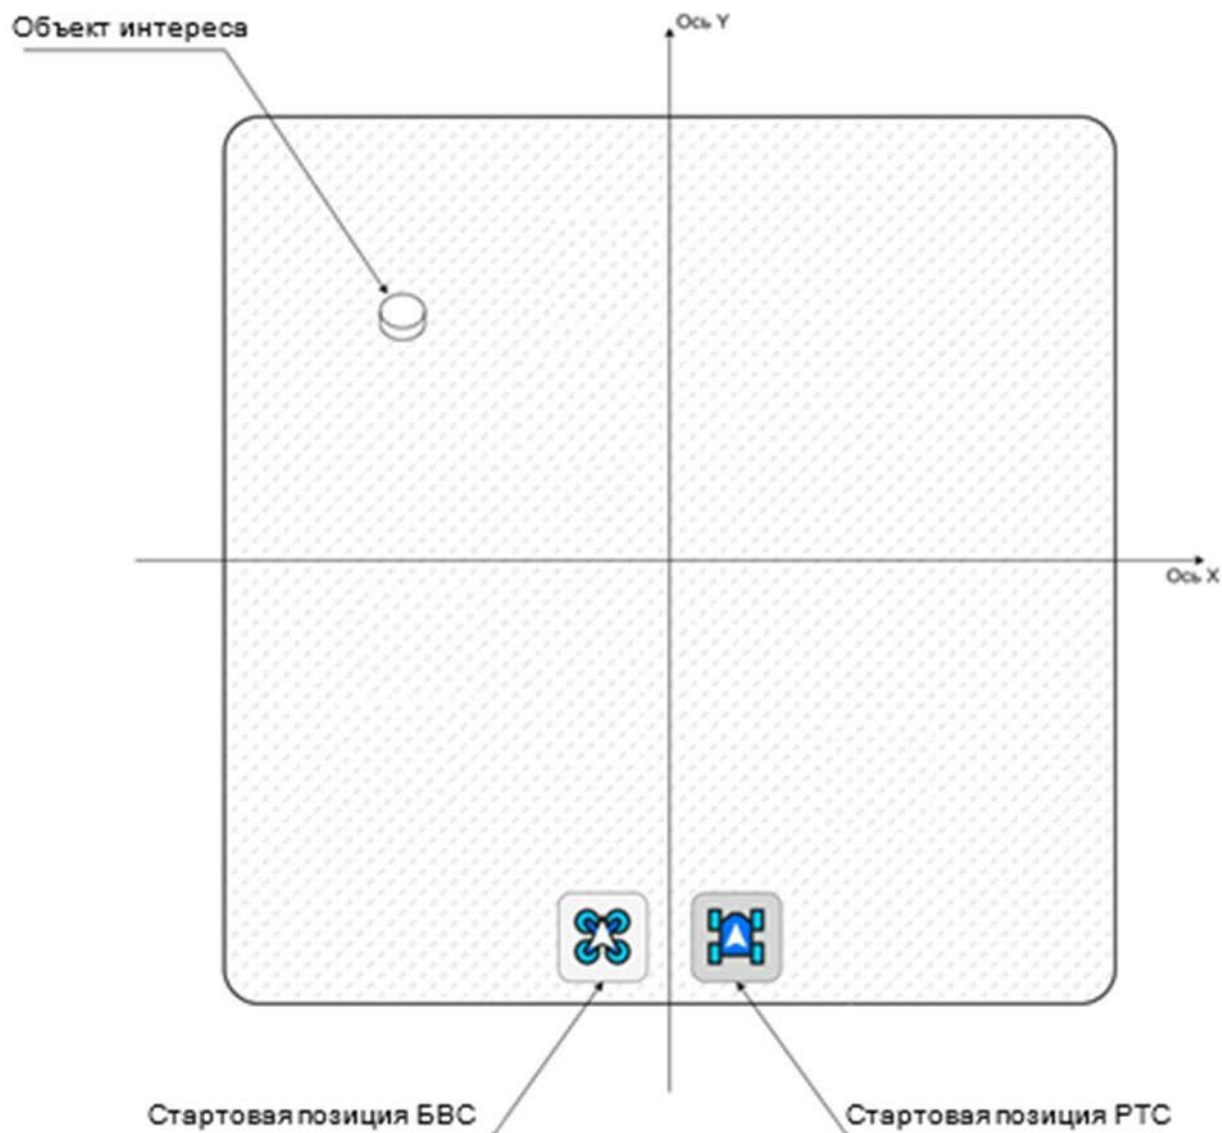 Объект интереса
Ось Y
Ось X
Стартовая позиция БВС
Стартовая позиция РТС